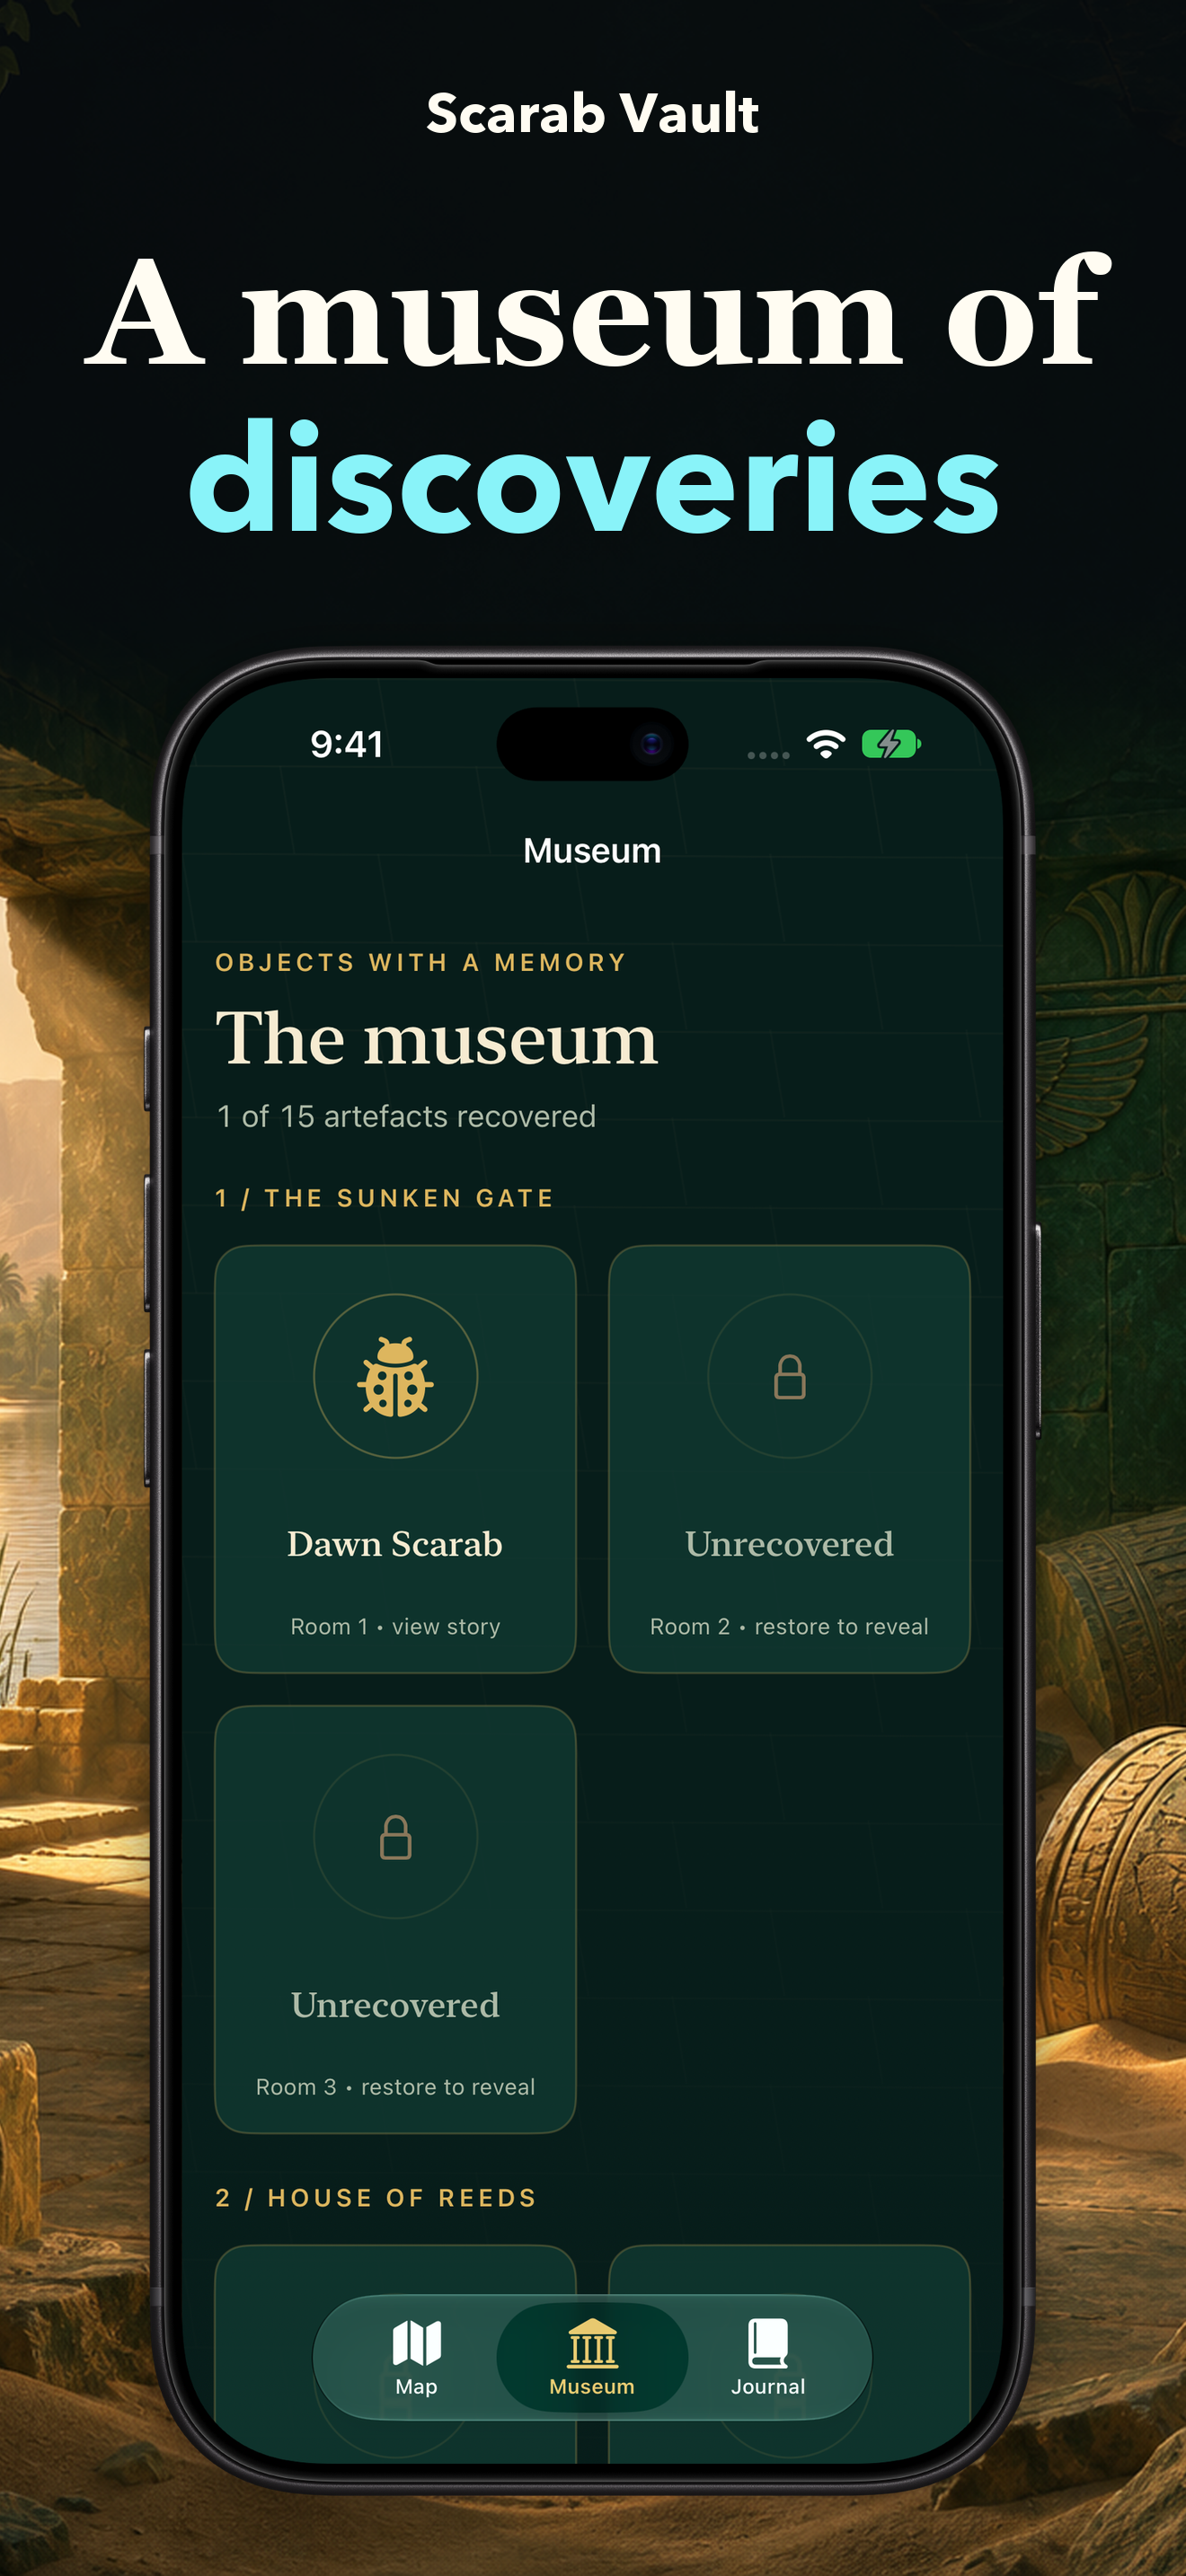 Scarab Vault
A museum of
discoveries
9:41
Museum
OBJECTS WITH A MEMORY
The museum
1 of 15 artefacts recovered
1 / THE SUNKEN GATE
Dawn Scarab
Room 1 • view story
Unrecovered
Room 2 • restore to reveal
Unrecovered
Room 3 • restore to reveal
2 / HOUSE OF REEDS
Map
Museum
Journal